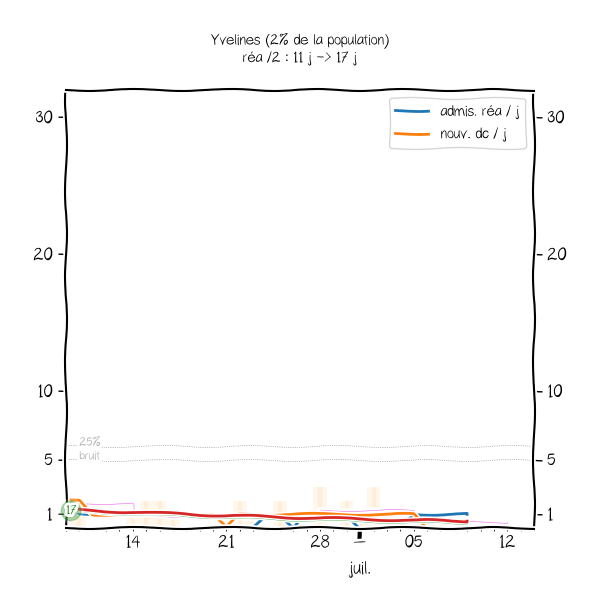 Yvelines (2% de la population)
réa /2 : 11 j -> 17 j
admis. réa / j
nouv. dc / j
30 30
20 20
10 10
25%
5 bruit 5
1 17 1
14 21 28 1 05 12
juil.